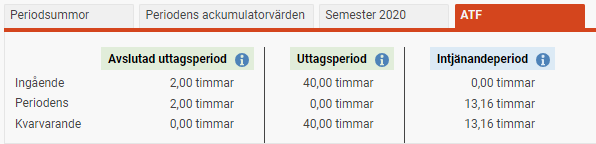 Periodsummor Periodens ackumulatorvärden Semester 2020 ATF
Avslutad uttagsperiod Uttagsperiod Intjänandeperiod
Ingående 2,00 timmar 40,00 timmar 0,00 timmar
Periodens 2,00 timmar 0,00 timmar 13,16 timmar
Kvarvarande 0,00 timmar 40,00 timmar 13,16 timmar